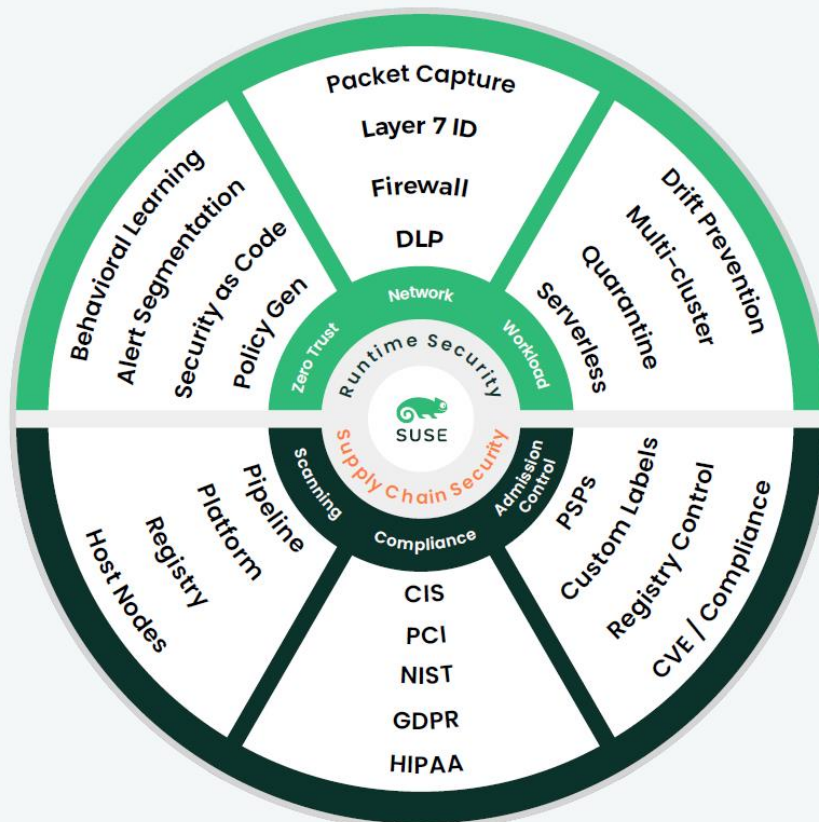 Packet Capture
Layer 7 ID
Firewall
DLP
Network
Behavioral Learning
Alert Segmentation
Security as Code
Policy Gen
Zero Trust
Drift Prevention
Multi-cluster
Quarantine
Serverless
Workload
Runtime Security
SUSE
Supply Chain Security
Scanning
Pipeline
Platform
Registry
Host Nodes
Compliance
CIS
PCI
NIST
GDPR
HIPAA
Admission
Control
PSPs
Custom Labels
Registry Control
CVE / Compliance